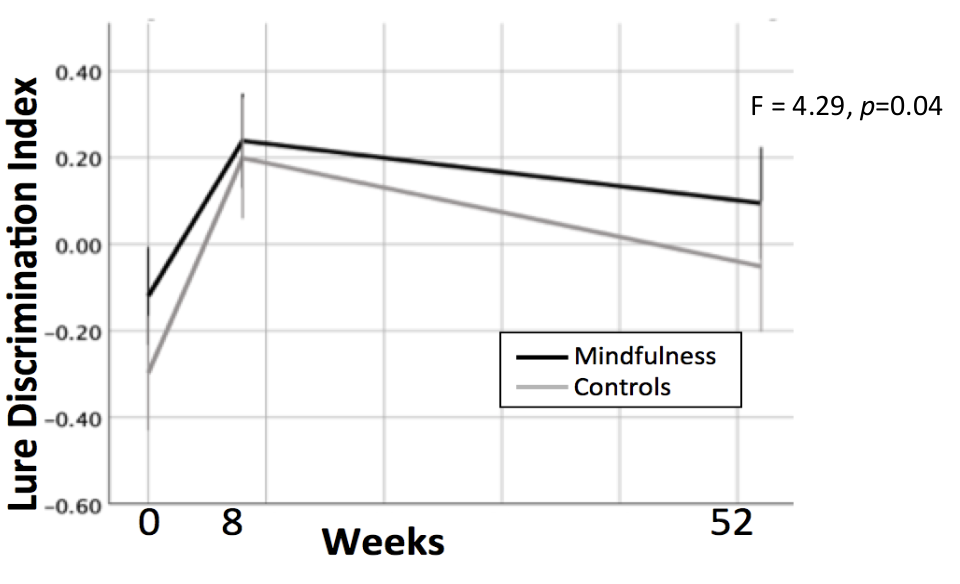 Lure Discrimination Index
0.40
0.20
0.00
−0.20
−0.40
−0.60
F = 4.29, p=0.04
Mindfulness
Controls
0 8 52
Weeks